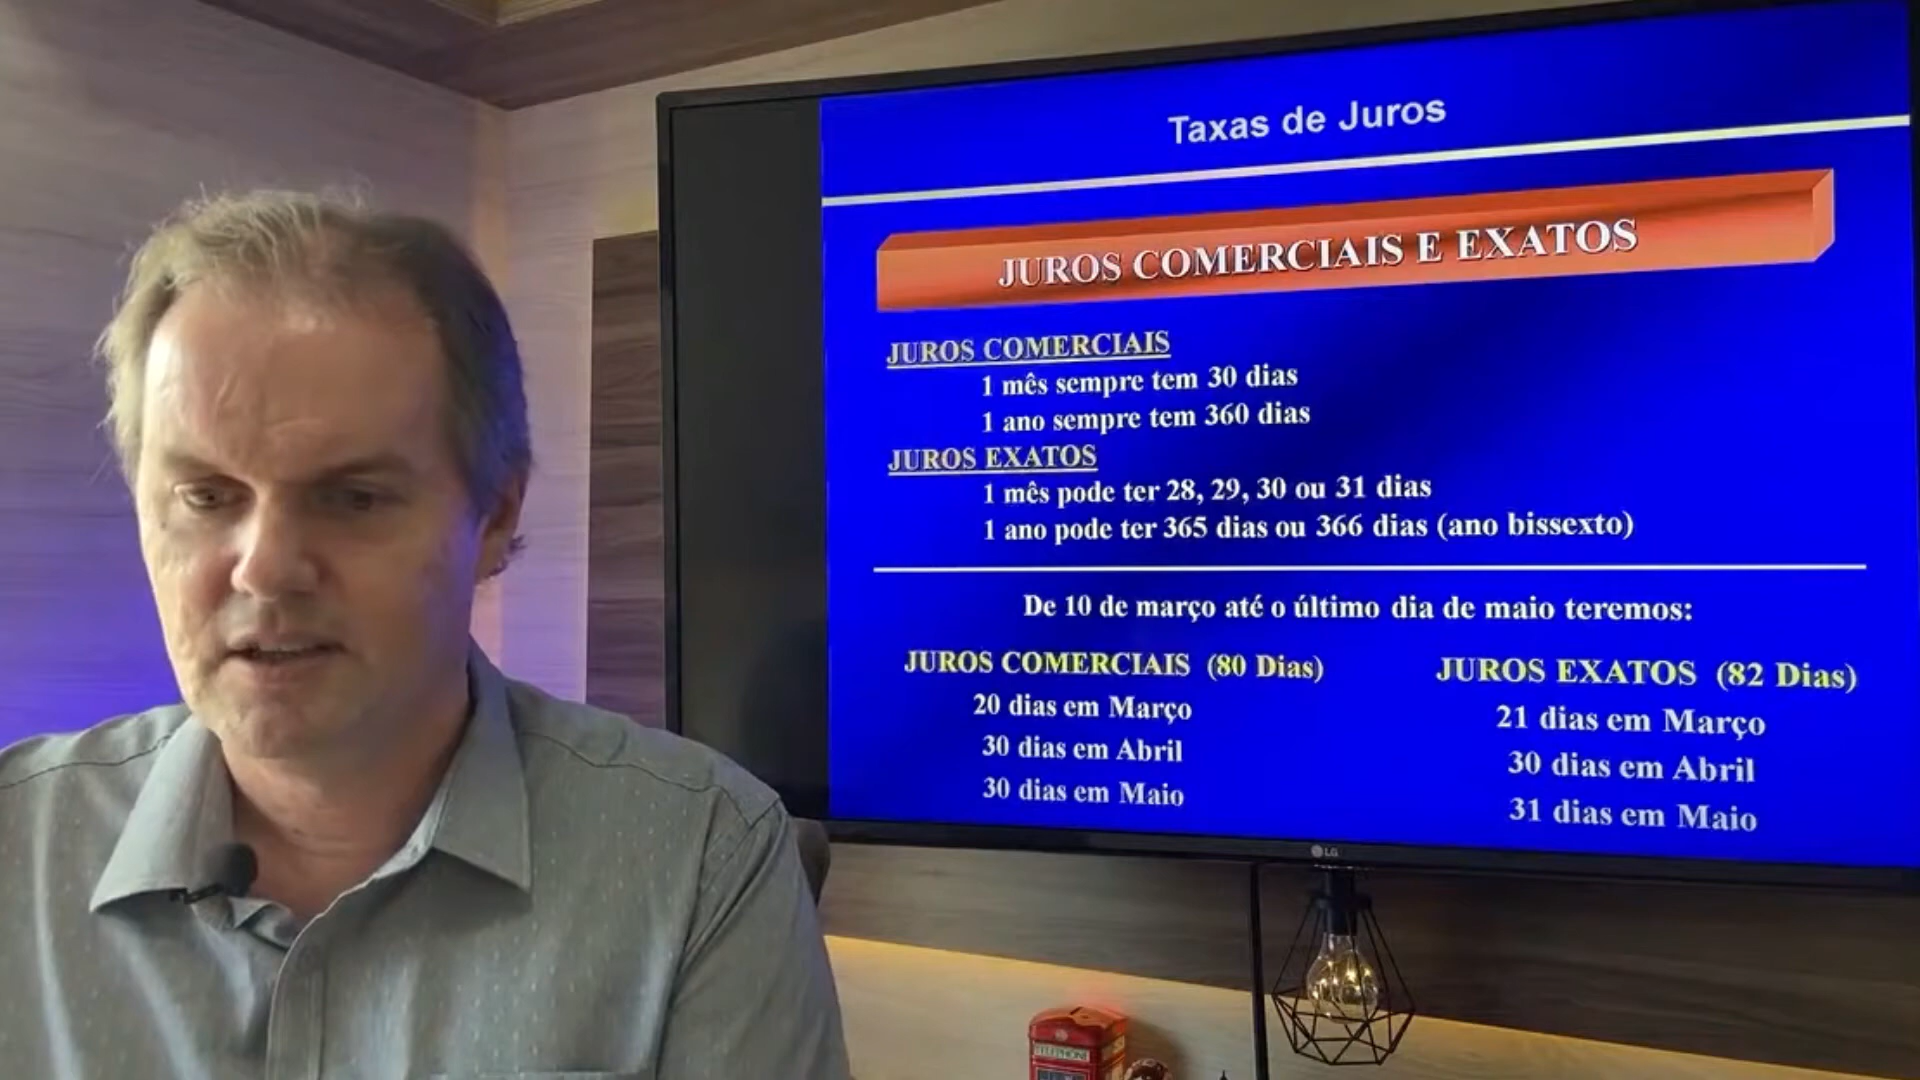 Taxas de Juros
JUROS COMERCIAIS E EXATOS
JUROS COMERCIAIS
1 mês sempre tem 30 dias
1 ano sempre tem 360 dias
JUROS EXATOS
1 mês pode ter 28, 29, 30 ou 31 dias
1 ano pode ter 365 dias ou 366 dias (ano bissexto)
De 10 de março até o último dia de maio teremos:
JUROS COMERCIAIS (80 Dias)
20 dias em Março
30 dias em Abril
30 dias em Maio
JUROS EXATOS (82 Dias)
21 dias em Março
30 dias em Abril
31 dias em Maio
LG
TELEPHONE